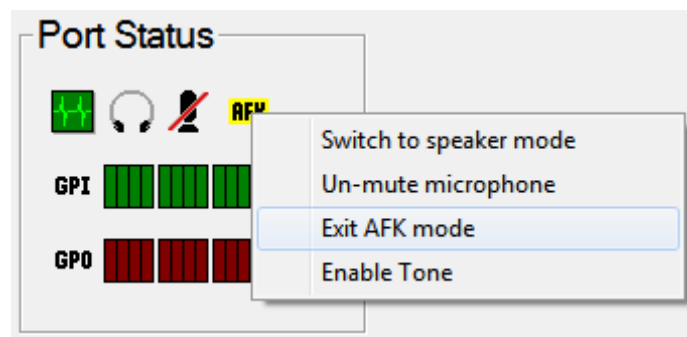 Port Status
AFK
Switch to speaker mode
Un-mute microphone
GPI
Exit AFK mode
GPO
Enable Tone